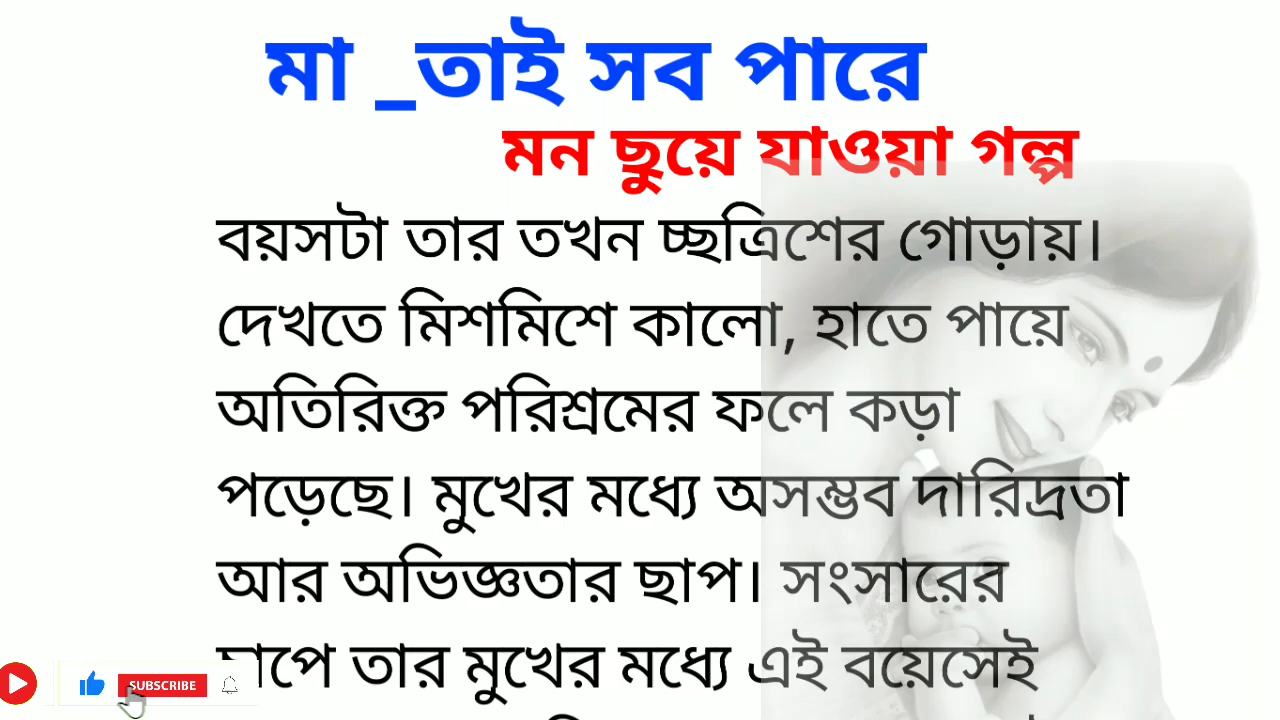 মা _তাই সব পারে
মন ছুয়ে যাওয়া গল্প
বয়সটা তার তখন চ্ছত্রিশের গোড়ায়।
দেখতে মিশমিশে কালো, হাতে পায়ে
অতিরিক্ত পরিশ্রমের ফলে কড়া
পড়েছে। মুখের মধ্যে অসম্ভব দারিদ্রতা
আর অভিজ্ঞতার ছাপ। সংসারের
তার মুখের মধ্যে এই বয়েসেই
SUBSCRIBE